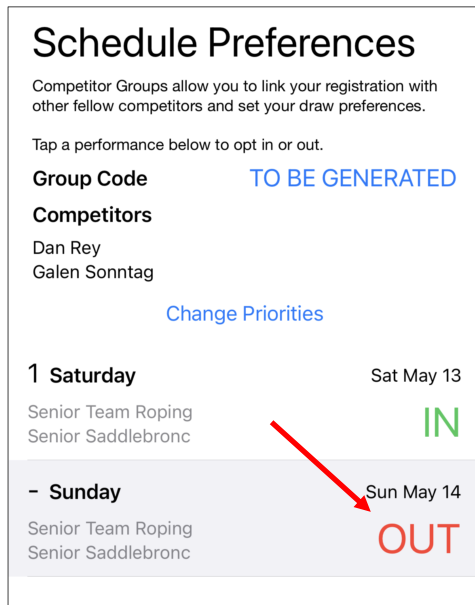 Schedule Preferences
Competitor Groups allow you to link your registration with
other fellow competitors and set your draw preferences.
Tap a performance below to opt in or out.
Group Code TO BE GENERATED
Competitors
Dan Rey
Galen Sonntag
Change Priorities
1 Saturday Sat May 13
Senior Team Roping
Senior Saddlebronc IN
- Sunday Sun May 14
Senior Team Roping
Senior Saddlebronc OUT